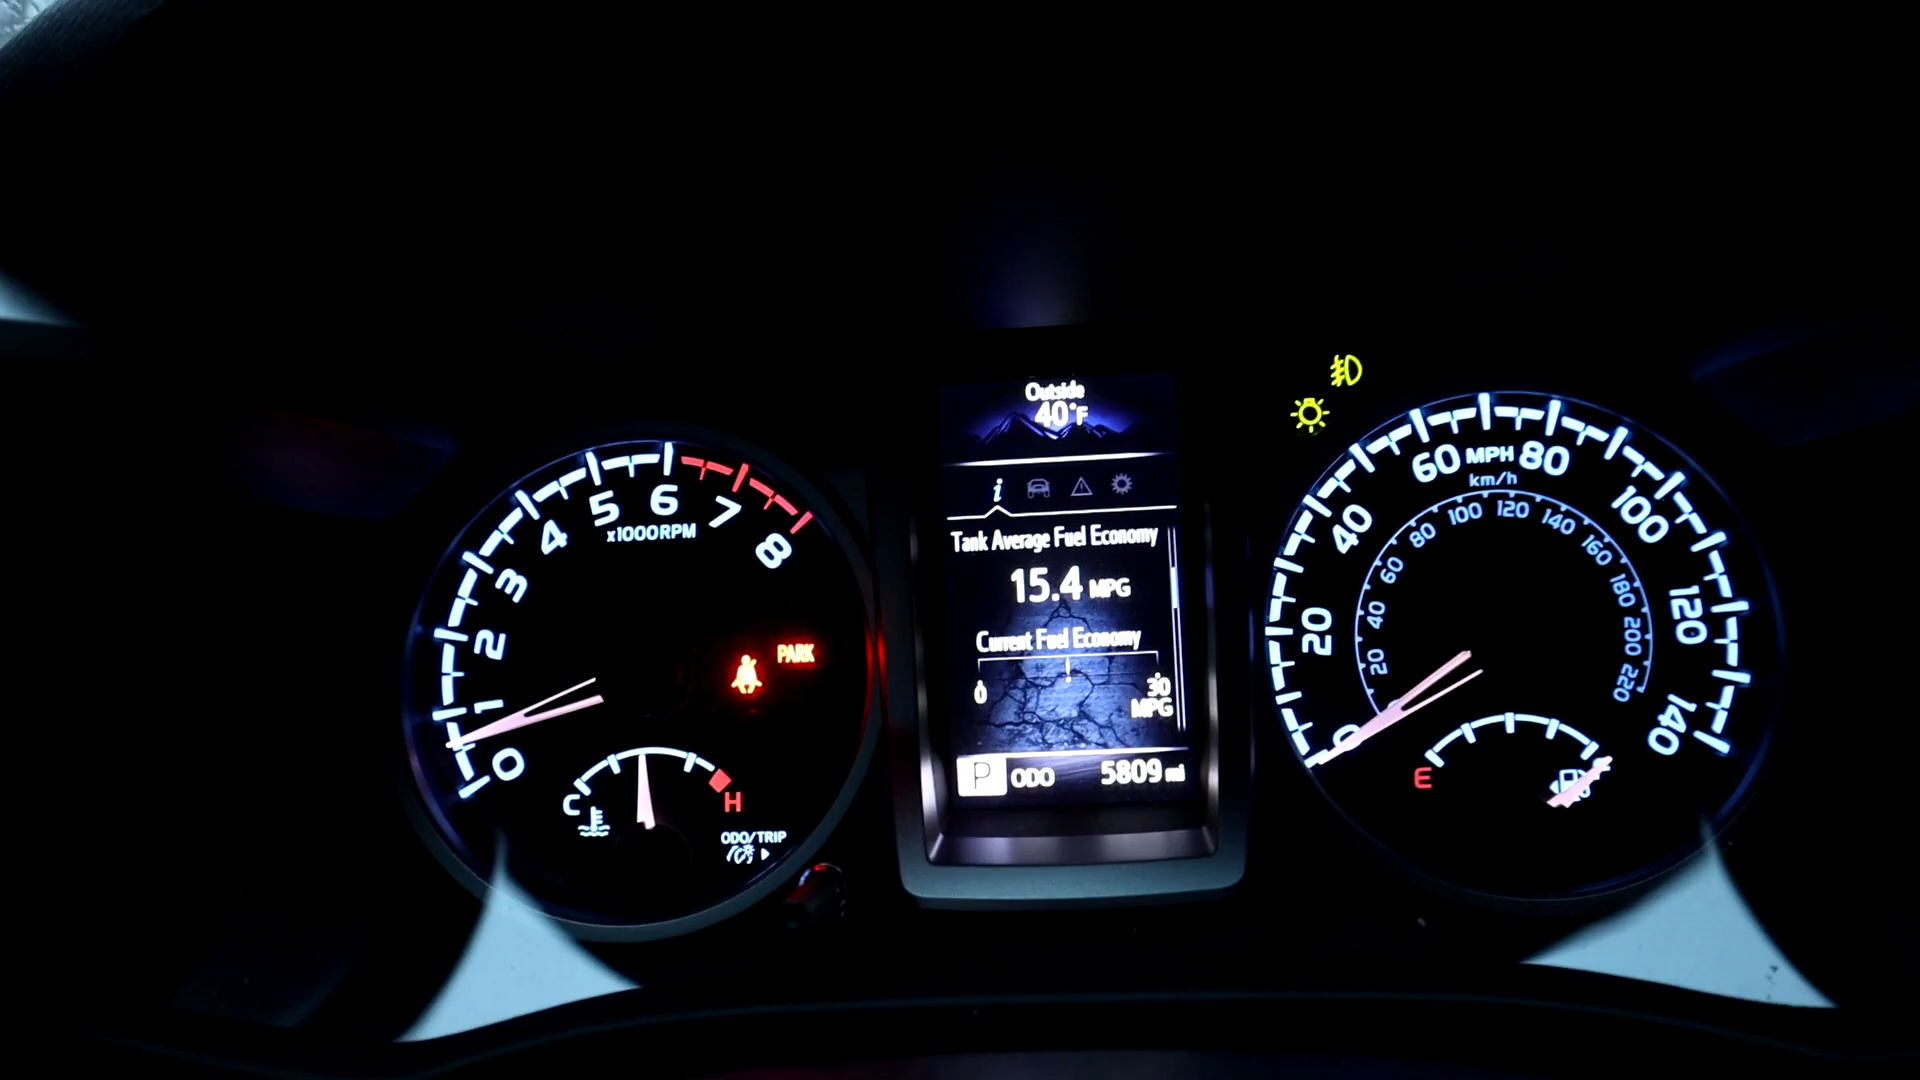 0
1
2
3
4
5
6
7
8
x1000RPM
PARK
C
H
ODO/TRIP
Outside
40°F
i
Tank Average Fuel Economy
15.4 MPG
Current Fuel Economy
0
30
MPG
P ODO 5809 mi
0
20
40
60 MPH 80
100
120
140
km/h
20
40
60
80
100
120
140
160
180
200
220
E